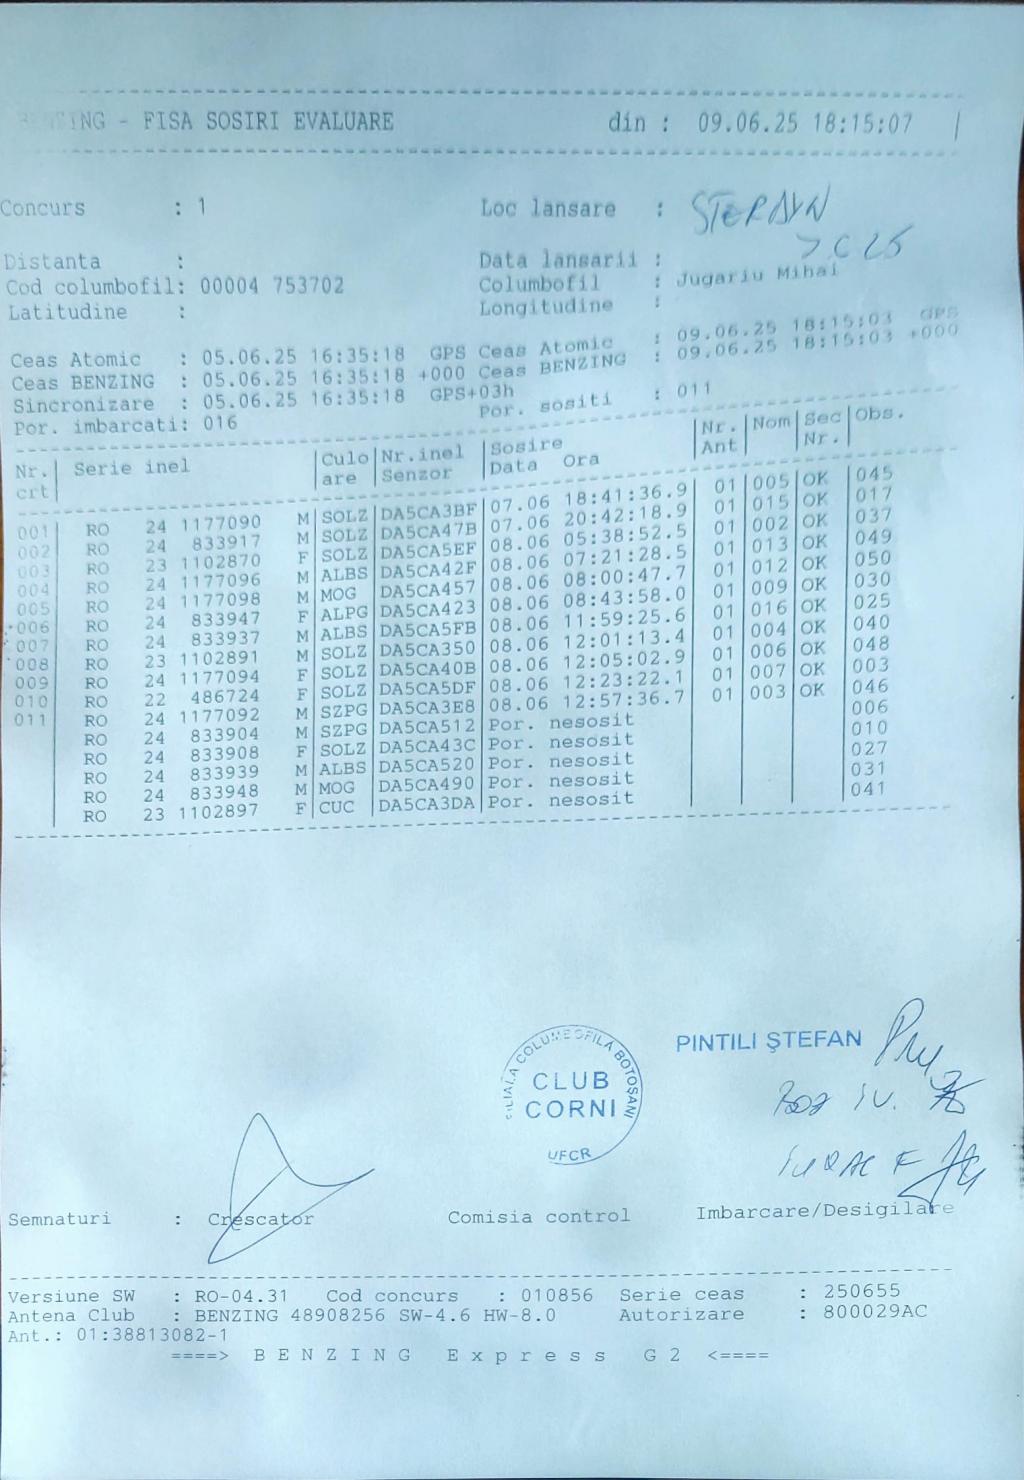 BENZING - FISA SOSIRI EVALUARE din : 09.06.25 18:15:07 |
Concurs : 1 Loc lansare :
Distanta : Data lansarii :
Cod columbofil: 00004 753702 Columbofil : Jugariu Mihai
Latitudine : Longitudine :
Ceas Atomic : 05.06.25 16:35:18 GPS Ceas Atomic : 09.06.25 18:15:03 GPS
Ceas BENZING : 05.06.25 16:35:18 +000 Ceas BENZING : 09.06.25 18:15:03 +000
Sincronizare : 05.06.25 16:35:18 GPS+03h
Por. imbarcati: 016 Por. sositi : 011
Nr. crt | Serie inel | Culo are | Nr.inel Senzor | Sosire Data Ora | Nr. Ant | Nom | Sec Nr. | Obs.
001 RO 24 1177090 M SOLZ DA5CA3BF 07.06 18:41:36.9 01 005 OK 045
002 RO 24 833917 M SOLZ DA5CA47B 07.06 20:42:18.9 01 015 OK 017
003 RO 23 1102870 F SOLZ DA5CA5EF 08.06 05:38:52.5 01 002 OK 037
004 RO 24 1177096 M ALBS DA5CA42F 08.06 07:21:28.5 01 013 OK 049
005 RO 24 1177098 M MOG DA5CA457 08.06 08:00:47.7 01 012 OK 050
006 RO 24 833947 F ALPG DA5CA423 08.06 08:43:58.0 01 009 OK 030
007 RO 24 833937 M ALBS DA5CA5FB 08.06 11:59:25.6 01 016 OK 025
008 RO 23 1102891 M SOLZ DA5CA350 08.06 12:01:13.4 01 004 OK 040
009 RO 24 1177094 F SOLZ DA5CA40B 08.06 12:05:02.9 01 006 OK 048
010 RO 22 486724 F SOLZ DA5CA5DF 08.06 12:23:22.1 01 007 OK 003
011 RO 24 1177092 M SZPG DA5CA3E8 08.06 12:57:36.7 01 003 OK 046
RO 24 833904 M SZPG DA5CA512 Por. nesosit 006
RO 24 833908 F SOLZ DA5CA43C Por. nesosit 010
RO 24 833939 M ALBS DA5CA520 Por. nesosit 027
RO 24 833948 M MOG DA5CA490 Por. nesosit 031
RO 23 1102897 F CUC DA5CA3DA Por. nesosit 041
FILIALA COLUMBOFILA BOTOŞANI
CLUB
CORNI
UFCR
PINTILI ŞTEFAN
Semnaturi : Crescator Comisia control Imbarcare/Desigilare
Versiune SW : RO-04.31 Cod concurs : 010856 Serie ceas : 250655
Antena Club : BENZING 48908256 SW-4.6 HW-8.0 Autorizare : 800029AC
Ant.: 01:38813082-1
====> B E N Z I N G E x p r e s s G 2 <====